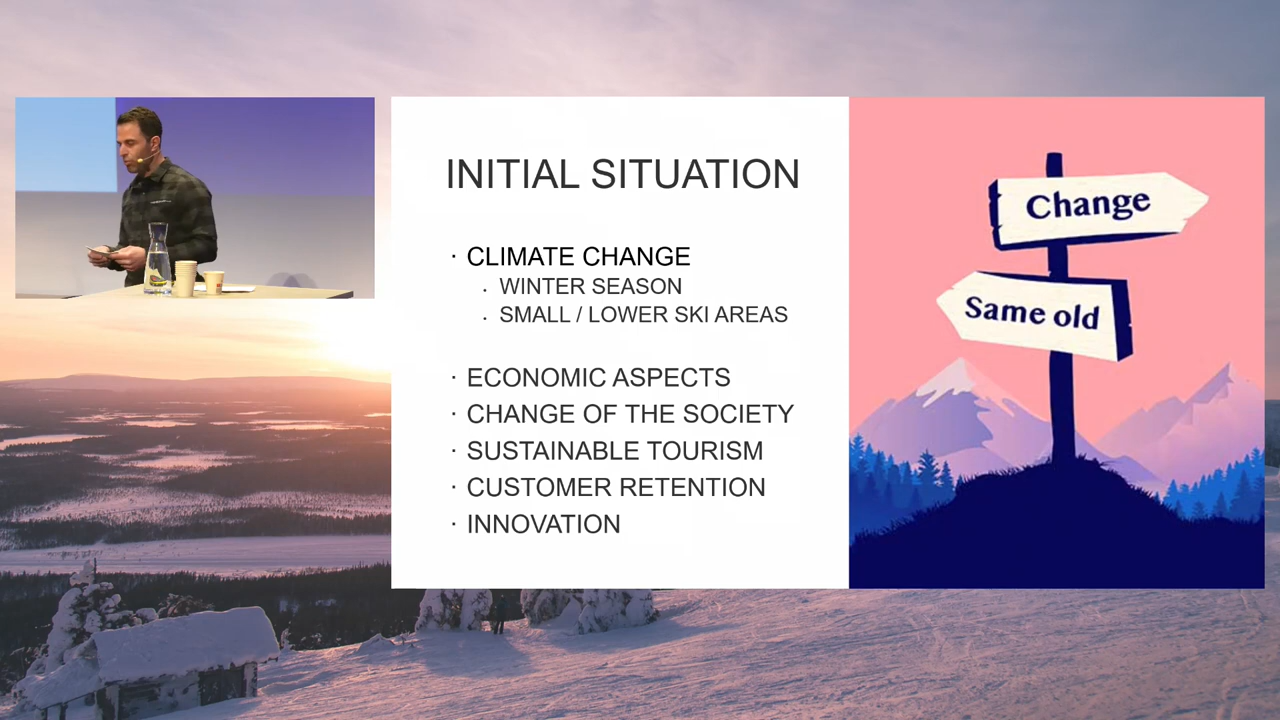 INITIAL SITUATION
· CLIMATE CHANGE
· WINTER SEASON
· SMALL / LOWER SKI AREAS
· ECONOMIC ASPECTS
· CHANGE OF THE SOCIETY
· SUSTAINABLE TOURISM
· CUSTOMER RETENTION
· INNOVATION
Change
Same old